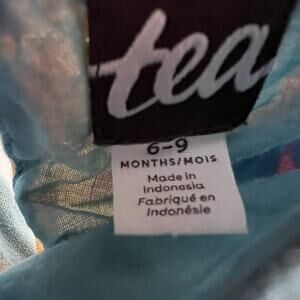 tea
6-9
MONTHS/MOIS
Made in
Indonesia
Fabriqué en
Indonésie